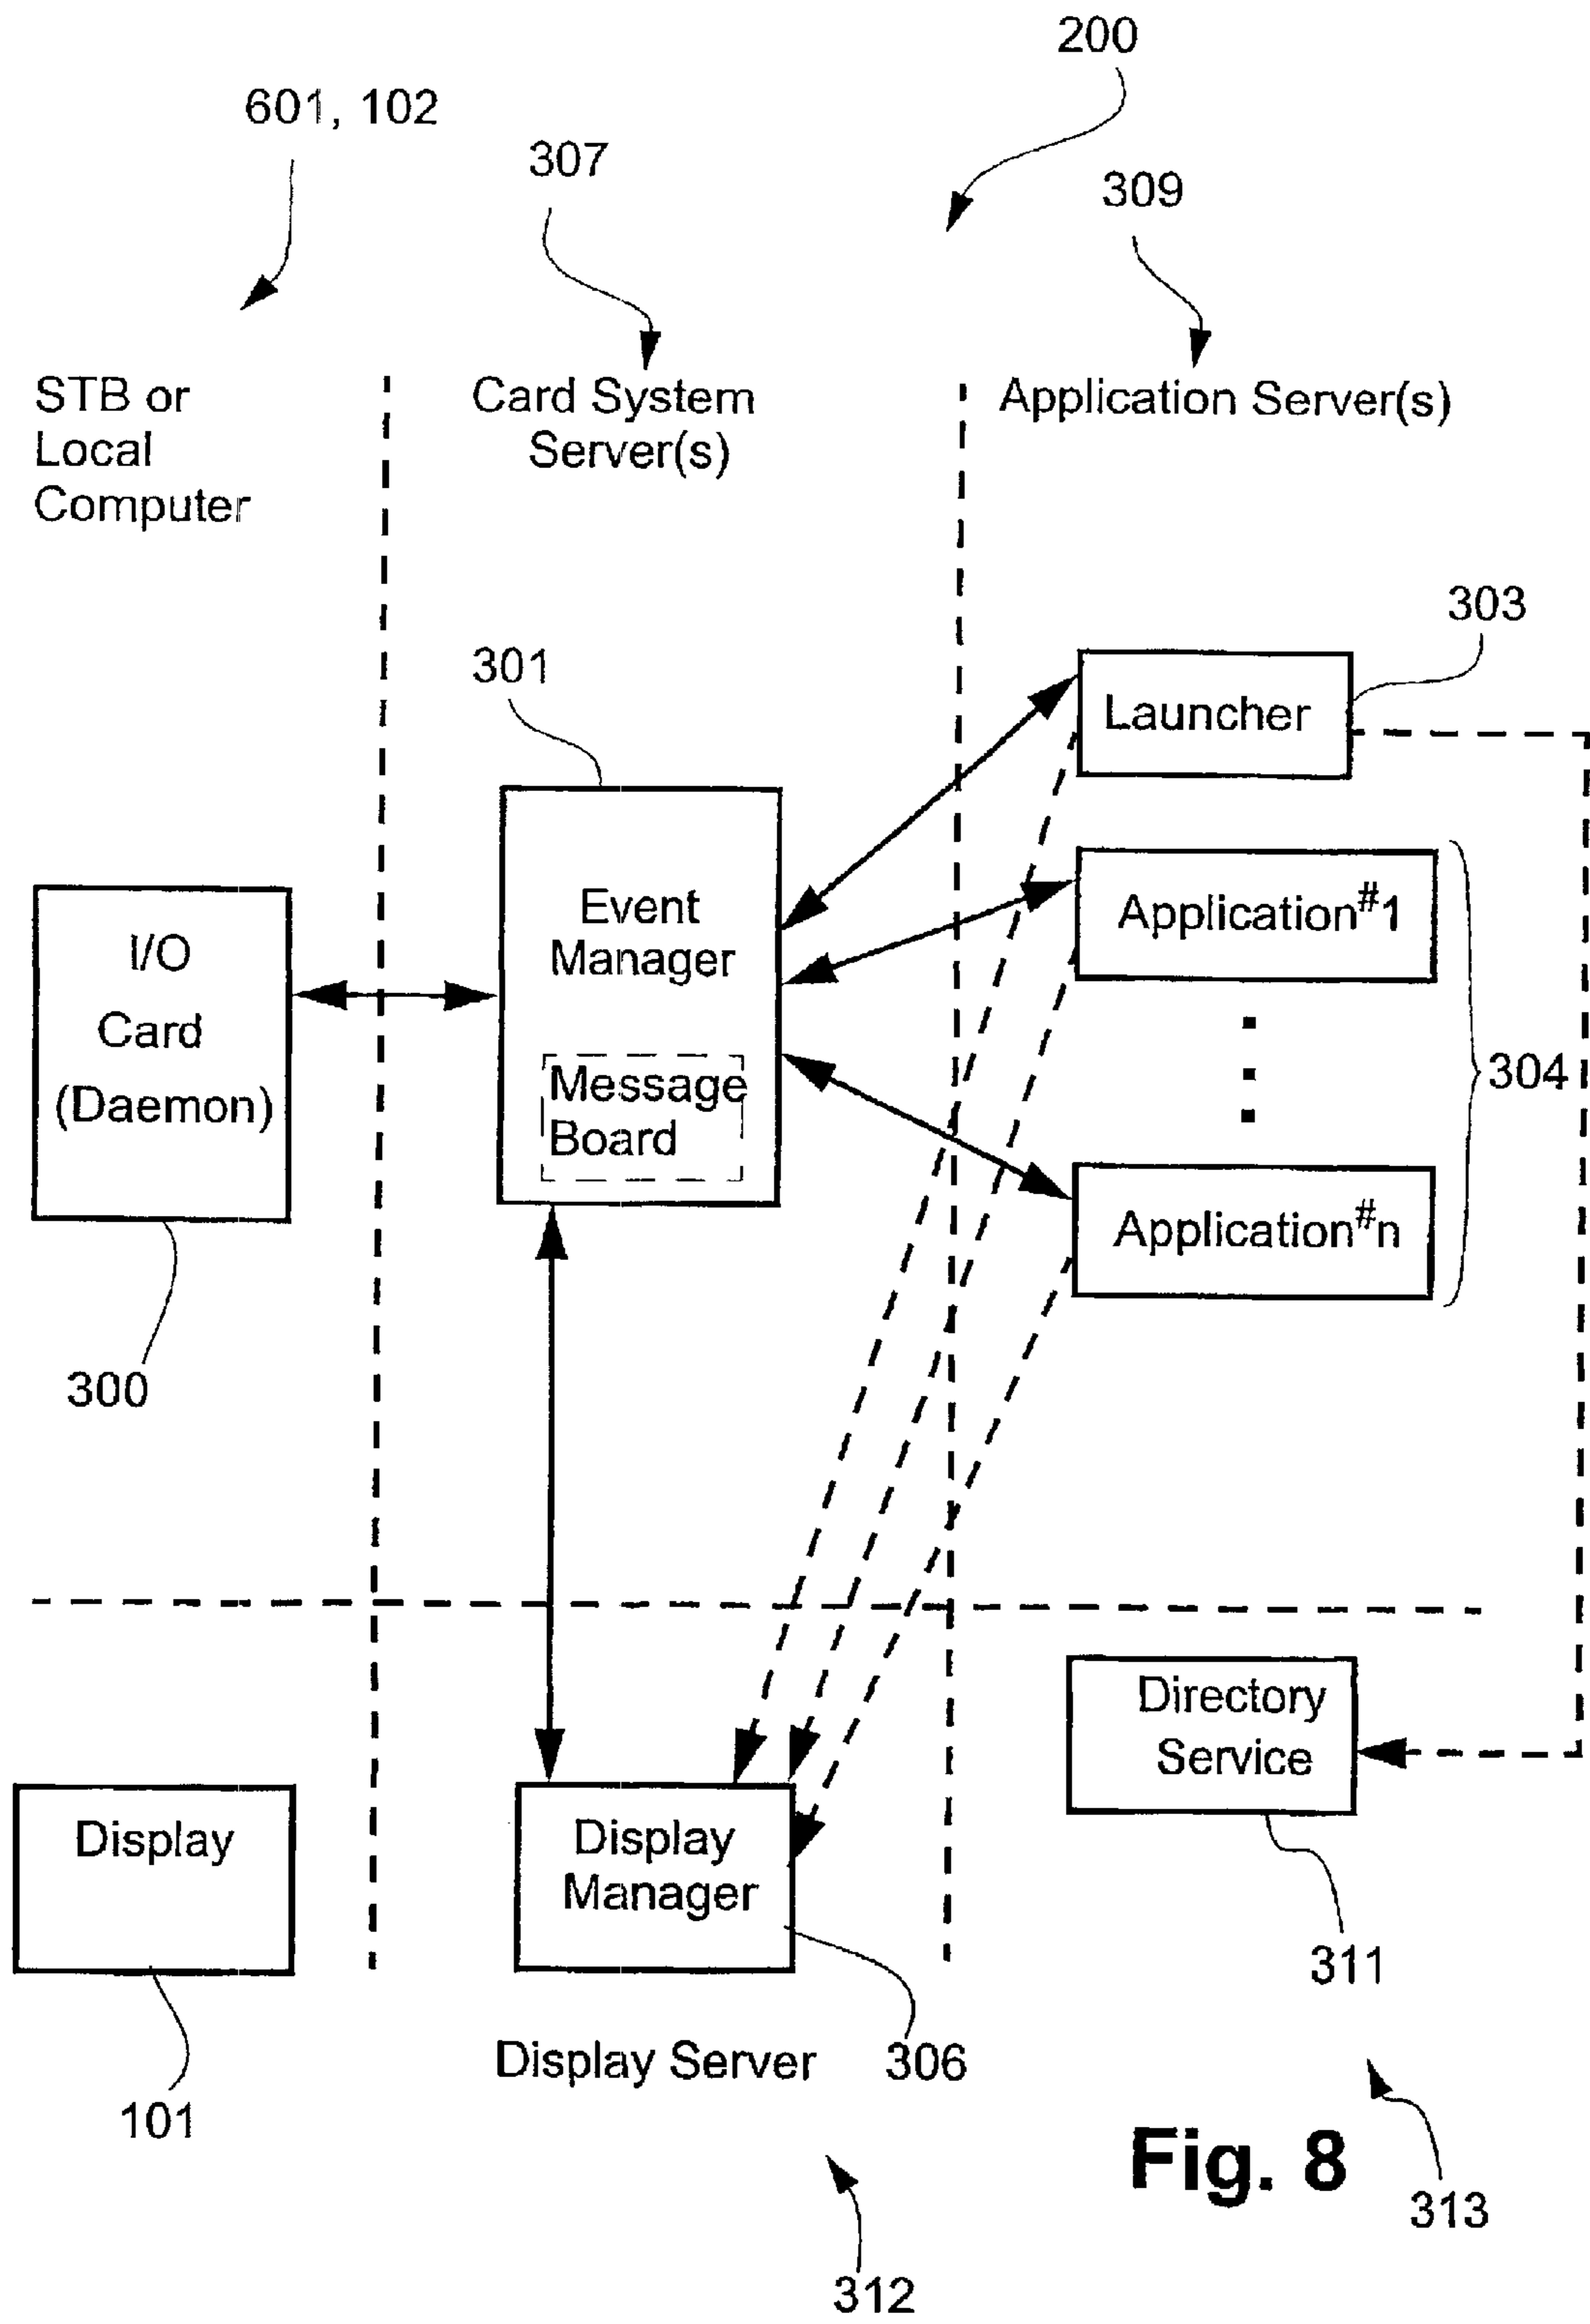 200
601, 102
307
309
STB or
Local
Computer
Card System
Server(s)
Application Server(s)
303
301
Launcher
Event
Manager
Application#1
I/O
Card
(Daemon)
Message
Board
304
Application#n
300
Directory
Service
Display
Display
Manager
311
Display Server
306
101
Fig. 8
313
312